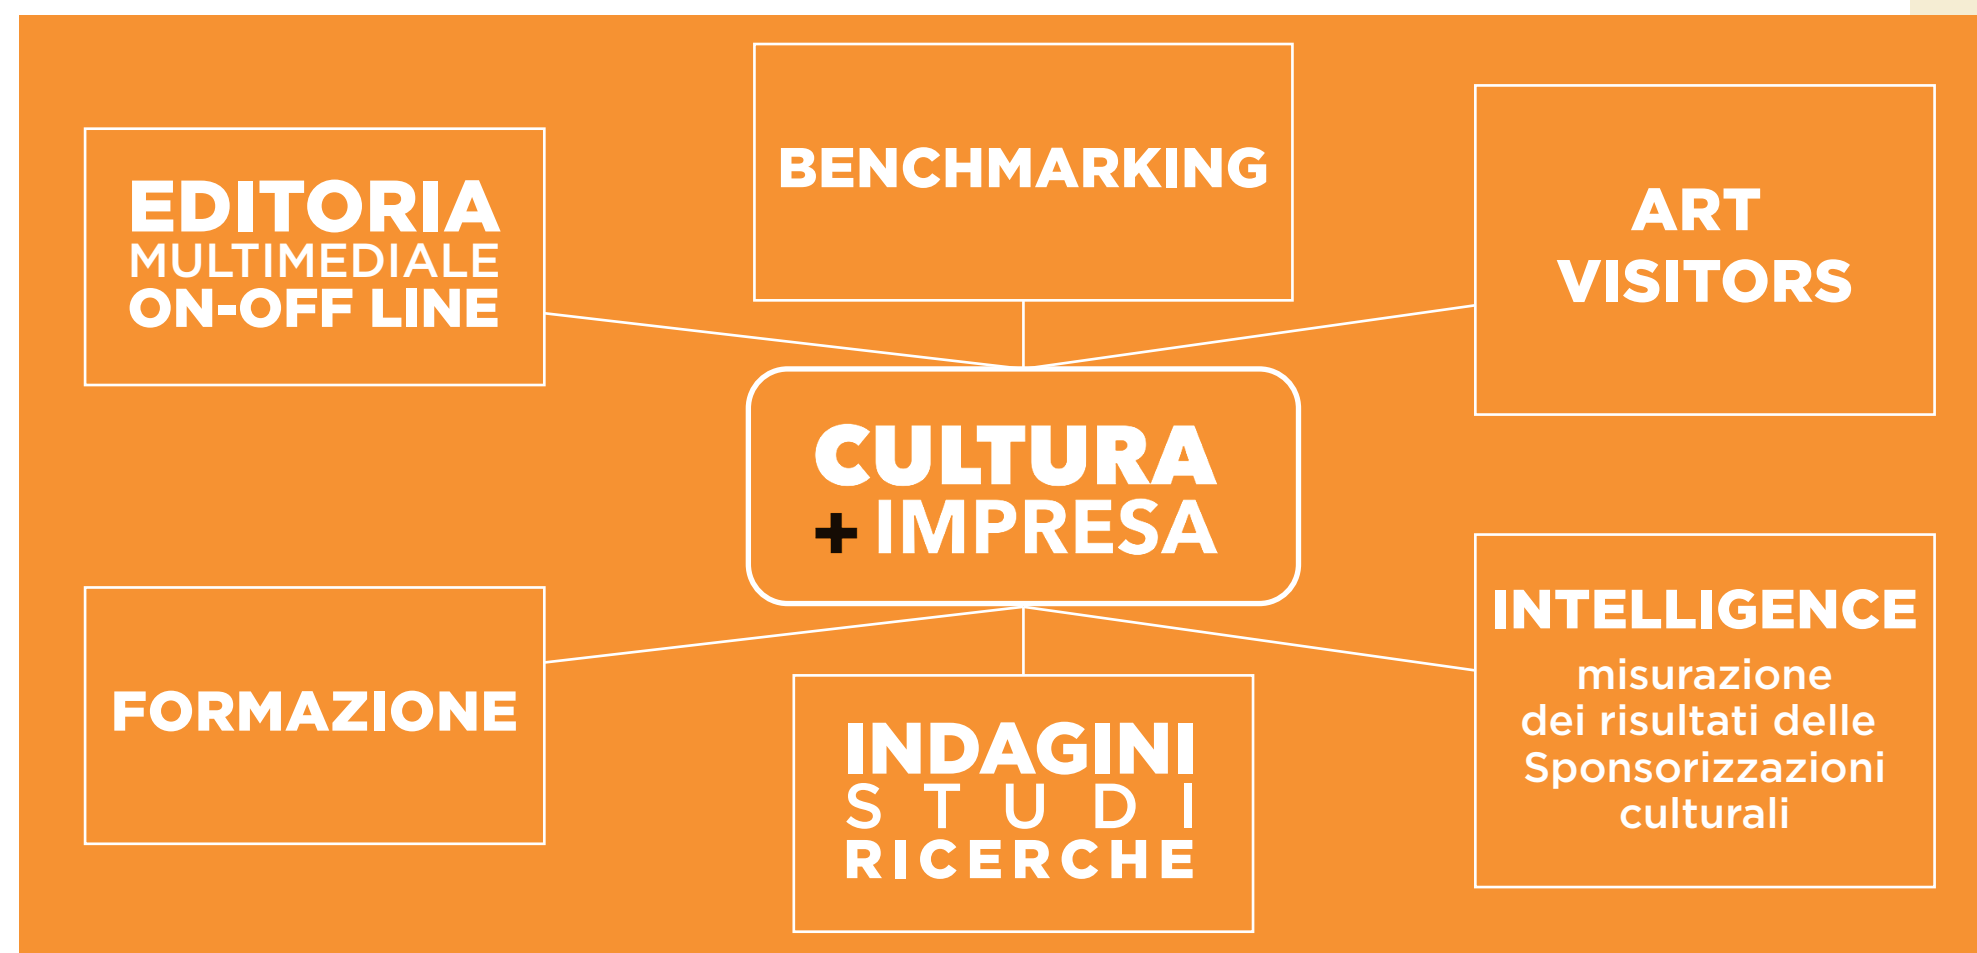 EDITORIA
MULTIMEDIALE
ON-OFF LINE
BENCHMARKING
ART
VISITORS
CULTURA
+ IMPRESA
FORMAZIONE
INDAGINI
STUDI
RICERCHE
INTELLIGENCE
misurazione
dei risultati delle
Sponsorizzazioni
culturali